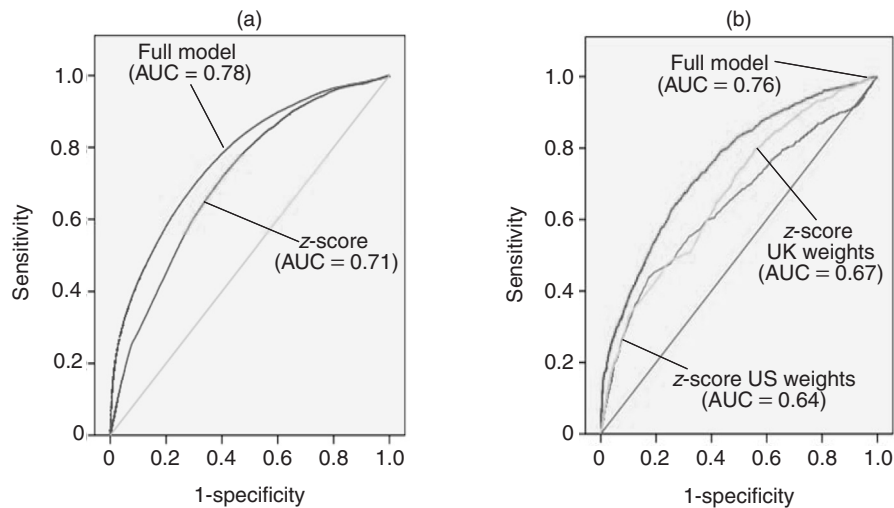 (a)
Full model
(AUC = 0.78)
z-score
(AUC = 0.71)
Sensitivity
1.0
0.8
0.6
0.4
0.2
0
0 0.2 0.4 0.6 0.8 1.0
1-specificity
(b)
Full model
(AUC = 0.76)
z-score
UK weights
(AUC = 0.67)
z-score US weights
(AUC = 0.64)
Sensitivity
1.0
0.8
0.6
0.4
0.2
0
0 0.2 0.4 0.6 0.8 1.0
1-specificity